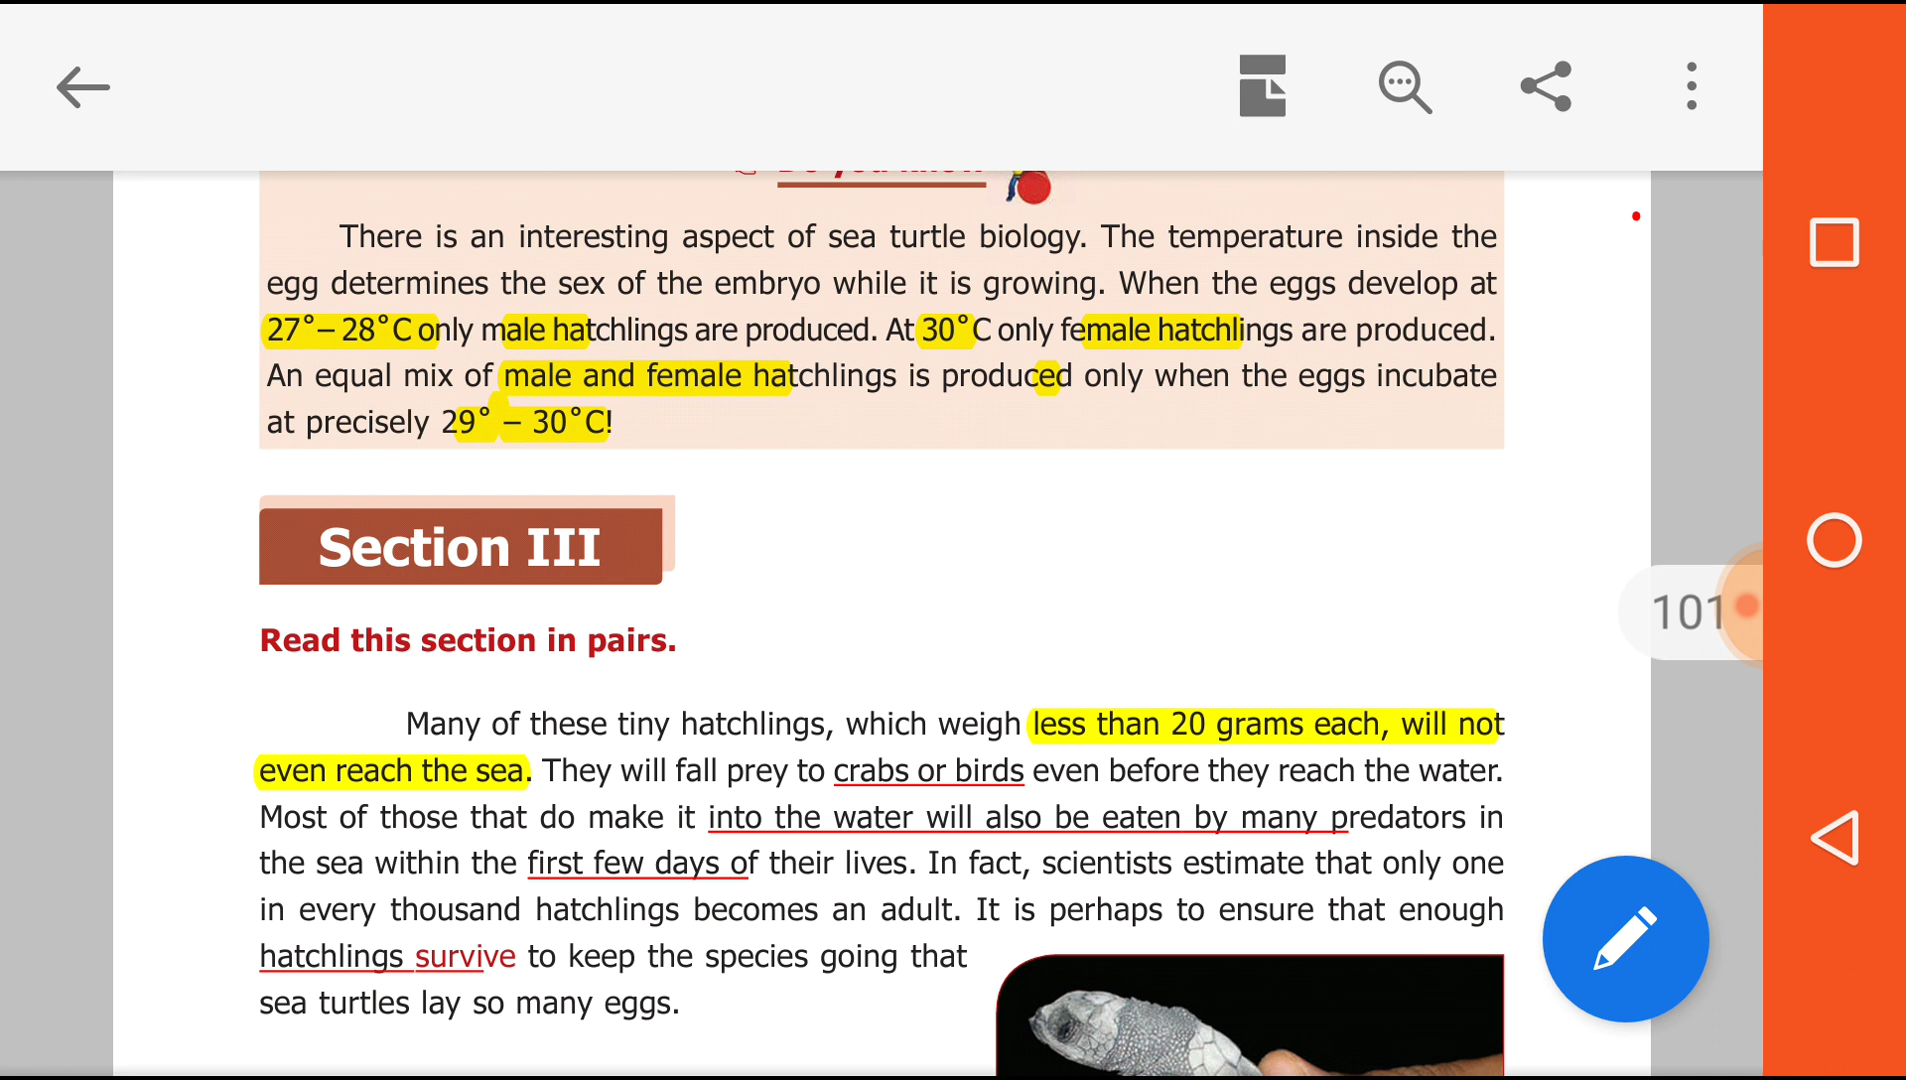 Do you know
There is an interesting aspect of sea turtle biology. The temperature inside the
egg determines the sex of the embryo while it is growing. When the eggs develop at
27°– 28°C only male hatchlings are produced. At 30°C only female hatchlings are produced.
An equal mix of male and female hatchlings is produced only when the eggs incubate
at precisely 29° – 30°C!
Section III
Read this section in pairs.
101
Many of these tiny hatchlings, which weigh less than 20 grams each, will not
even reach the sea. They will fall prey to crabs or birds even before they reach the water.
Most of those that do make it into the water will also be eaten by many predators in
the sea within the first few days of their lives. In fact, scientists estimate that only one
in every thousand hatchlings becomes an adult. It is perhaps to ensure that enough
hatchlings survive to keep the species going that
sea turtles lay so many eggs.